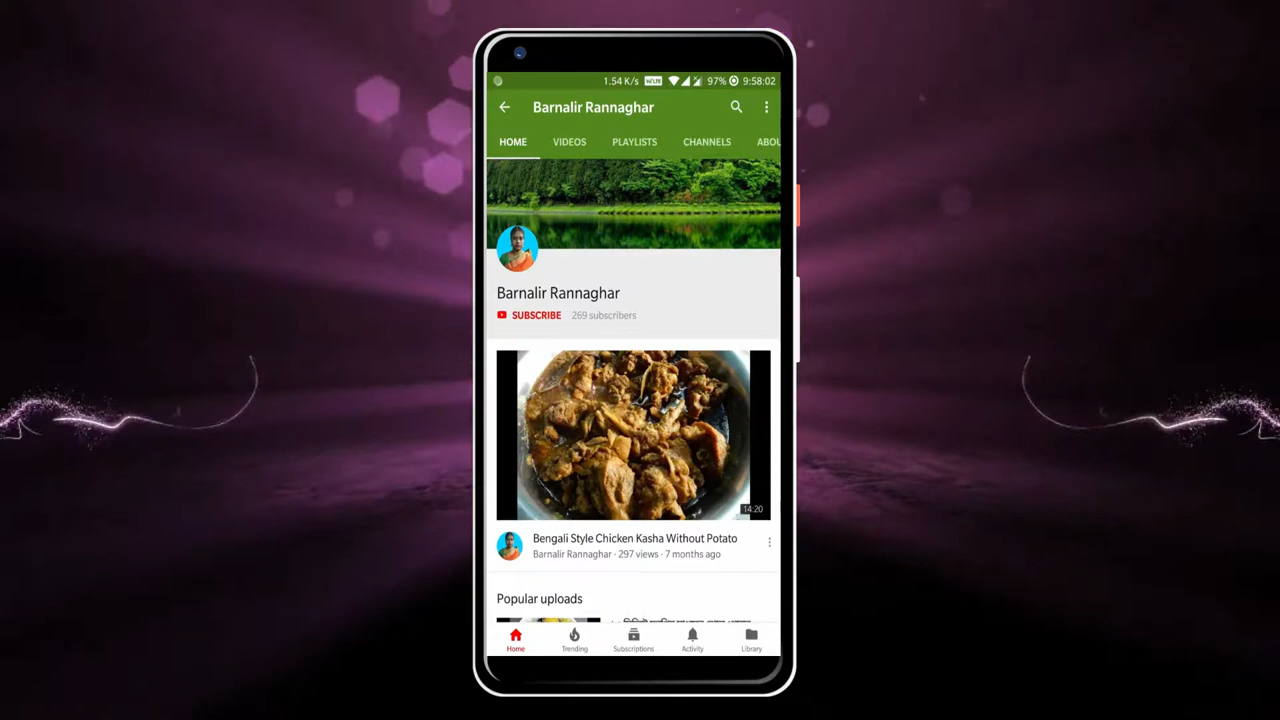 1.54 K/s VoLTE 97% 9:58:02
Barnalir Rannaghar
HOME VIDEOS PLAYLISTS CHANNELS ABOU
Barnalir Rannaghar
SUBSCRIBE 269 subscribers
14:20
Bengali Style Chicken Kasha Without Potato
Barnalir Rannaghar · 297 views · 7 months ago
Popular uploads
Home Trending Subscriptions Activity Library